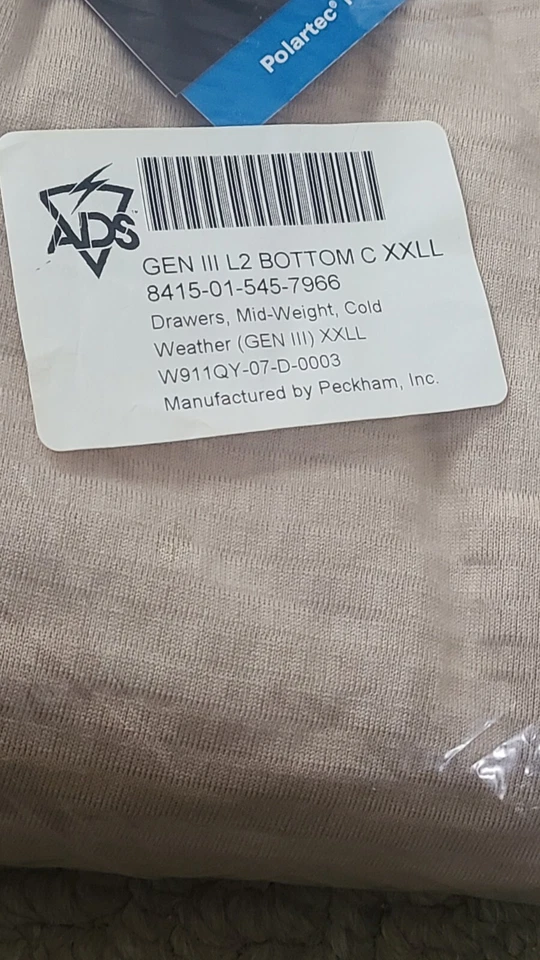 Polartec®
ADS™
GEN III L2 BOTTOM C XXLL
8415-01-545-7966
Drawers, Mid-Weight, Cold
Weather (GEN III) XXLL
W911QY-07-D-0003
Manufactured by Peckham, Inc.